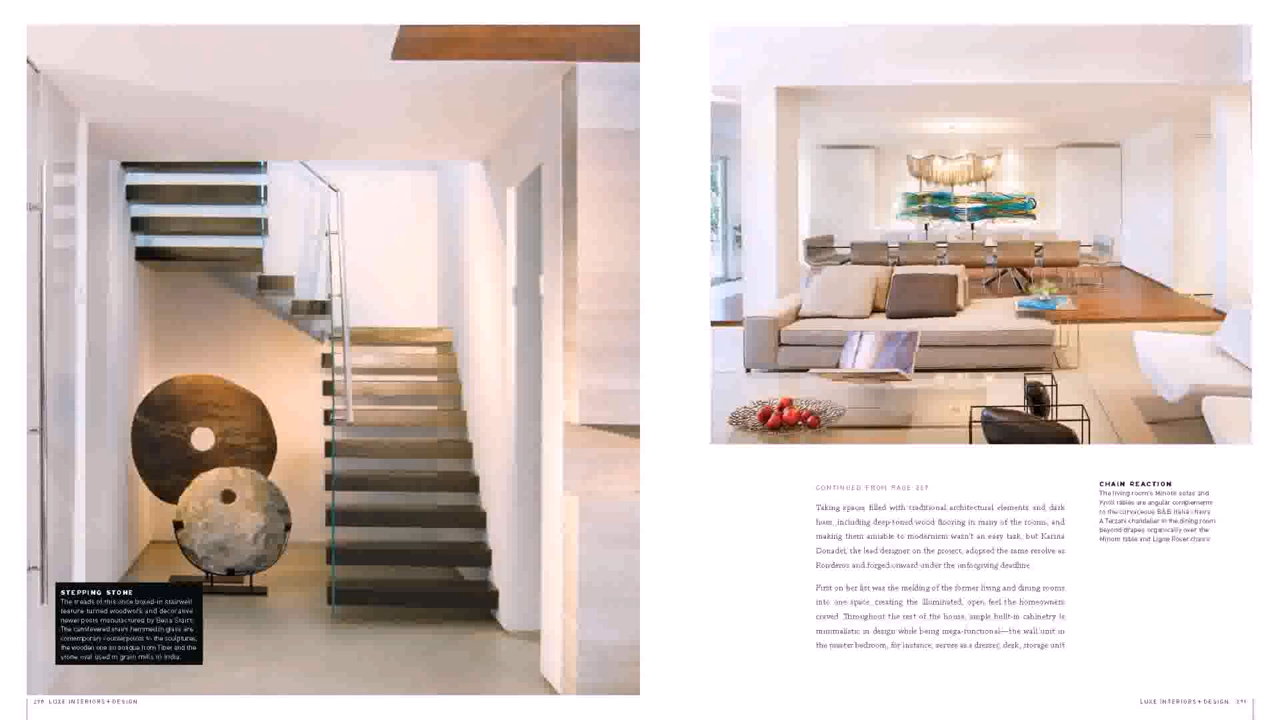 STEPPING STONE
The treads of this once boxed-in stairwell
feature turned woodwork and decorative
newel posts manufactured by Bella Stairs.
The cantilevered stairs hemmed in glass are
contemporary counterpoints to the sculptures,
the wooden one an antique from Tibet and the
stone oval used in grain mills in India.
LUXE INTERIORS + DESIGN
CONTINUED FROM PAGE
Taking spaces filled with traditional architectural elements and dark
hues, including deep-toned wood flooring in many of the rooms, and
making them amiable to modernism wasn't an easy task, but Karina
Donadel, the lead designer on the project, adopted the same resolve as
and forged onward under the unforgiving deadline.
First on her list was the melding of the former living and dining rooms
into one space, creating the illuminated, open feel the homeowners
craved. Throughout the rest of the house, simple built-in cabinetry is
minimalistic in design while being mega-functional—the wall unit in
the master bedroom, for instance, serves as a dresser, desk, storage unit
CHAIN REACTION
The living room's Minotti sofas and
Knoll tables are angular complements
to the curvaceous B&B Italia chairs.
A Terzani chandelier in the dining room
beyond drapes organically over the
Minotti table and Ligne Roset chairs.
LUXE INTERIORS + DESIGN